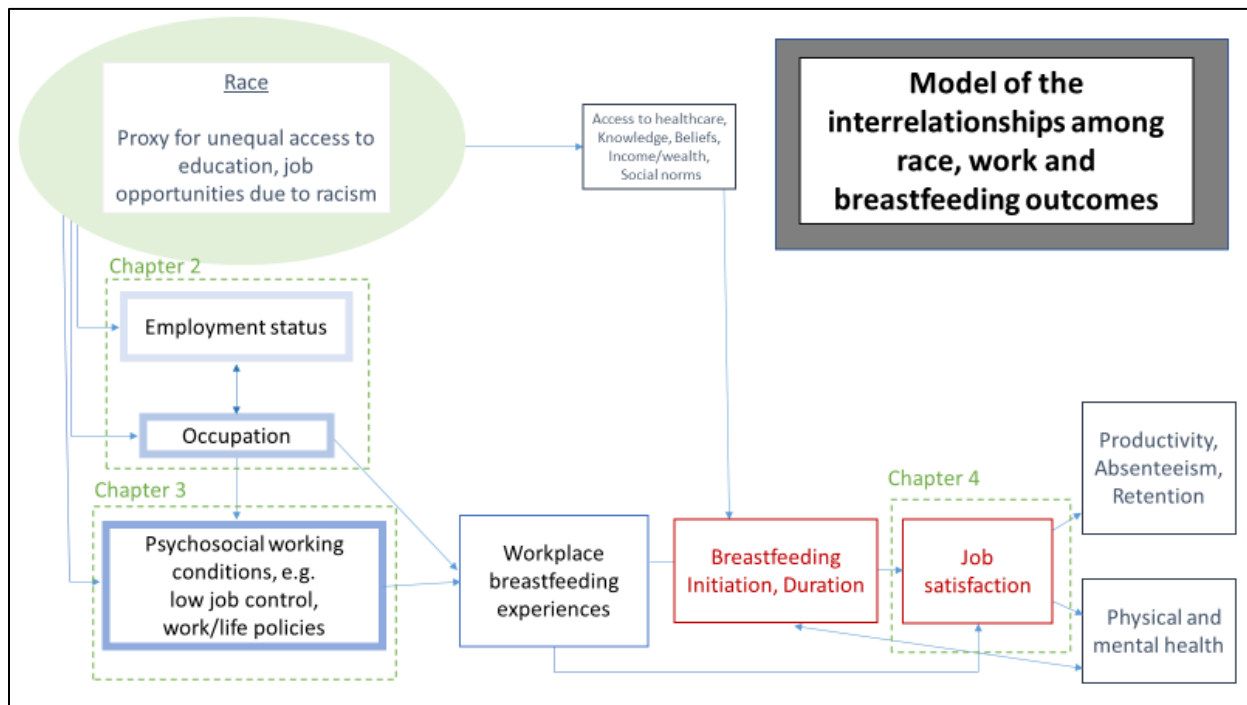 Race
Proxy for unequal access to
education, job
opportunities due to racism
Access to healthcare,
Knowledge, Beliefs,
Income/wealth,
Social norms
Model of the
interrelationships among
race, work and
breastfeeding outcomes
Chapter 2
Employment status
Occupation
Chapter 3
Psychosocial working
conditions, e.g.
low job control,
work/life policies
Workplace
breastfeeding
experiences
Breastfeeding
Initiation, Duration
Chapter 4
Job
satisfaction
Productivity,
Absenteeism,
Retention
Physical and
mental health